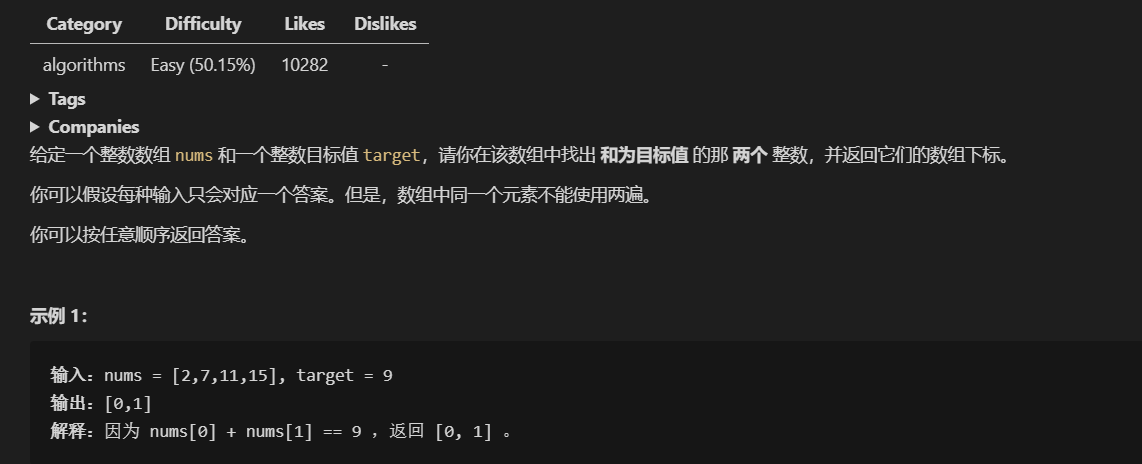 Category Difficulty Likes Dislikes
algorithms Easy (50.15%) 10282 -
Tags
Companies
给定一个整数数组 nums 和一个整数目标值 target，请你在该数组中找出 和为目标值 的那 两个 整数，并返回它们的数组下标。
你可以假设每种输入只会对应一个答案。但是，数组中同一个元素不能使用两遍。
你可以按任意顺序返回答案。
示例 1：
输入：nums = [2,7,11,15], target = 9
输出：[0,1]
解释：因为 nums[0] + nums[1] == 9 ，返回 [0, 1] 。